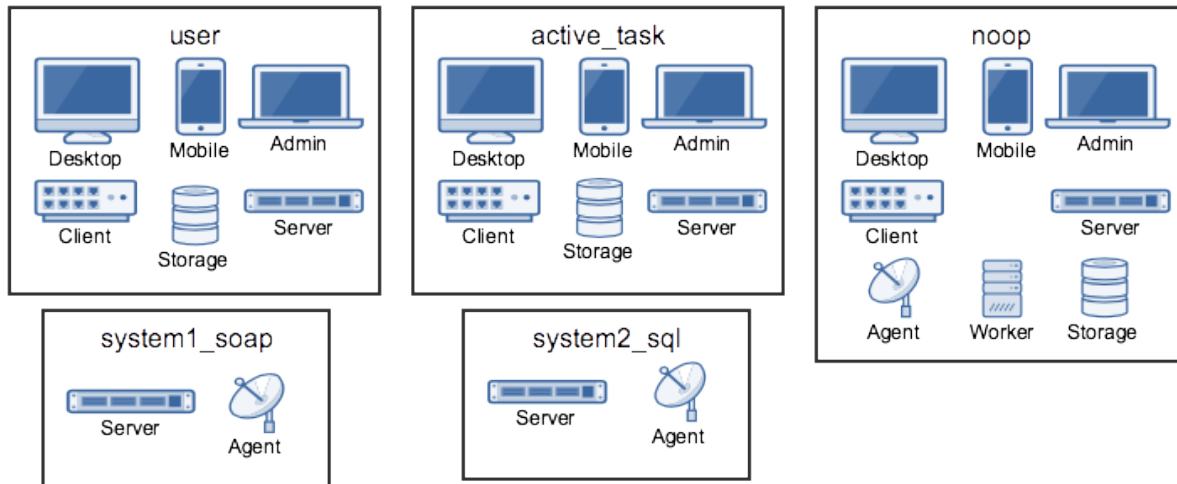 user
Desktop
Mobile
Admin
Client
Storage
Server
active_task
Desktop
Mobile
Admin
Client
Storage
Server
noop
Desktop
Mobile
Admin
Client
Server
Agent
Worker
Storage
system1_soap
Server
Agent
system2_sql
Server
Agent